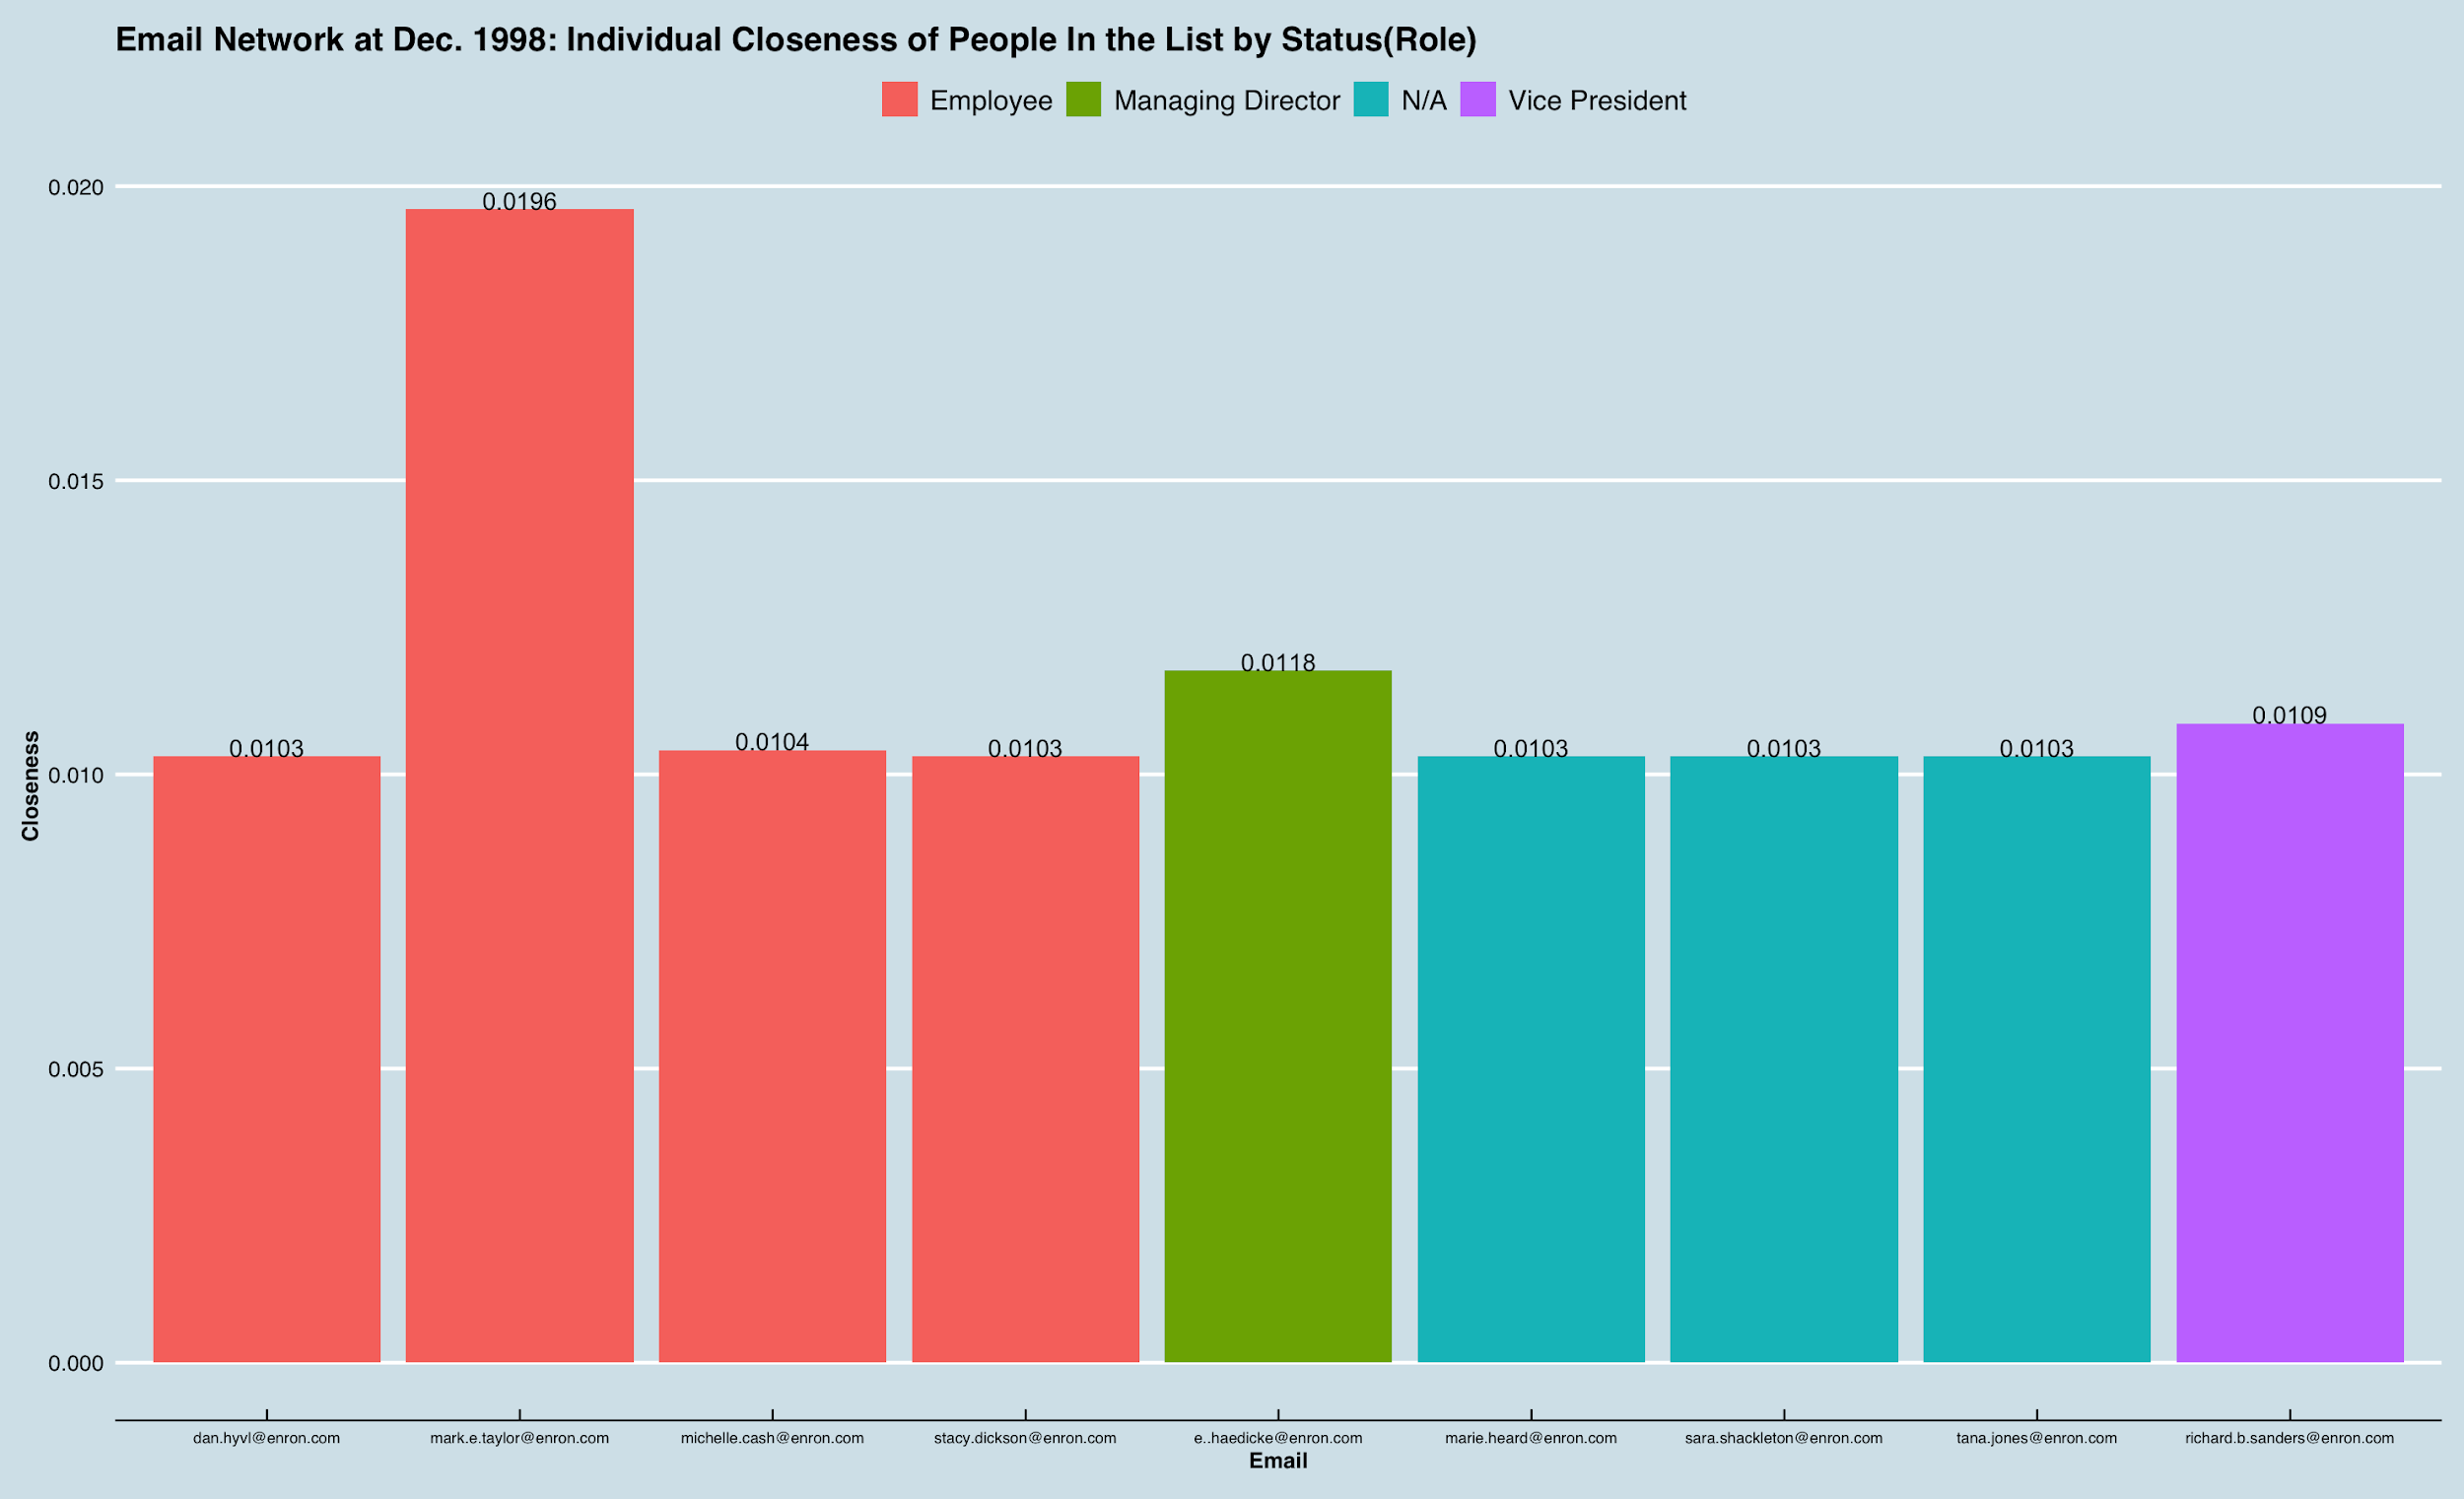 Email Network at Dec. 1998: Individual Closeness of People In the List by Status(Role)
Employee Managing Director N/A Vice President
0.020
0.0196
0.015
0.0118
0.0109
0.0103 0.0104 0.0103 0.0103 0.0103 0.0103
0.010
Closeness
0.005
0.000
dan.hyvl@enron.com mark.e.taylor@enron.com michelle.cash@enron.com stacy.dickson@enron.com e..haedicke@enron.com marie.heard@enron.com sara.shackleton@enron.com tana.jones@enron.com richard.b.sanders@enron.com
Email